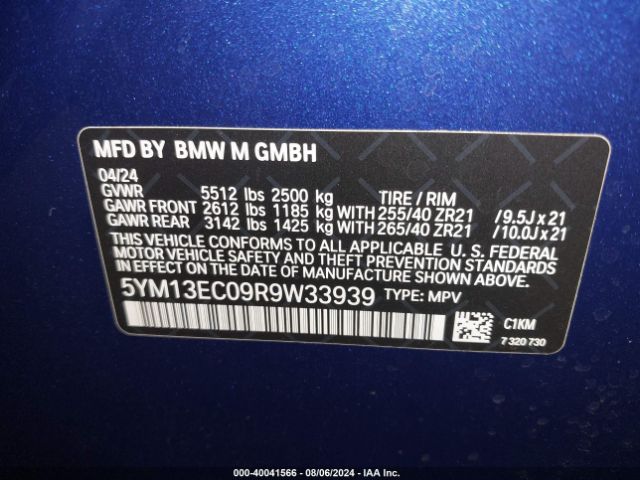 MFD BY BMW M GMBH
04/24
GVWR 5512 lbs 2500 kg TIRE / RIM
GAWR FRONT 2612 lbs 1185 kg WITH 255/40 ZR21 / 9.5J x 21
GAWR REAR 3142 lbs 1425 kg WITH 265/40 ZR21 / 10.0J x 21
THIS VEHICLE CONFORMS TO ALL APPLICABLE U. S. FEDERAL
MOTOR VEHICLE SAFETY AND THEFT PREVENTION
STANDARDS IN EFFECT ON THE DATE OF MANUFACTURE SHOWN ABOVE.
5YM13EC09R9W33939 TYPE: MPV
C1KM
7 320 730
000-40041566 - 08/06/2024 - IAAI.COM